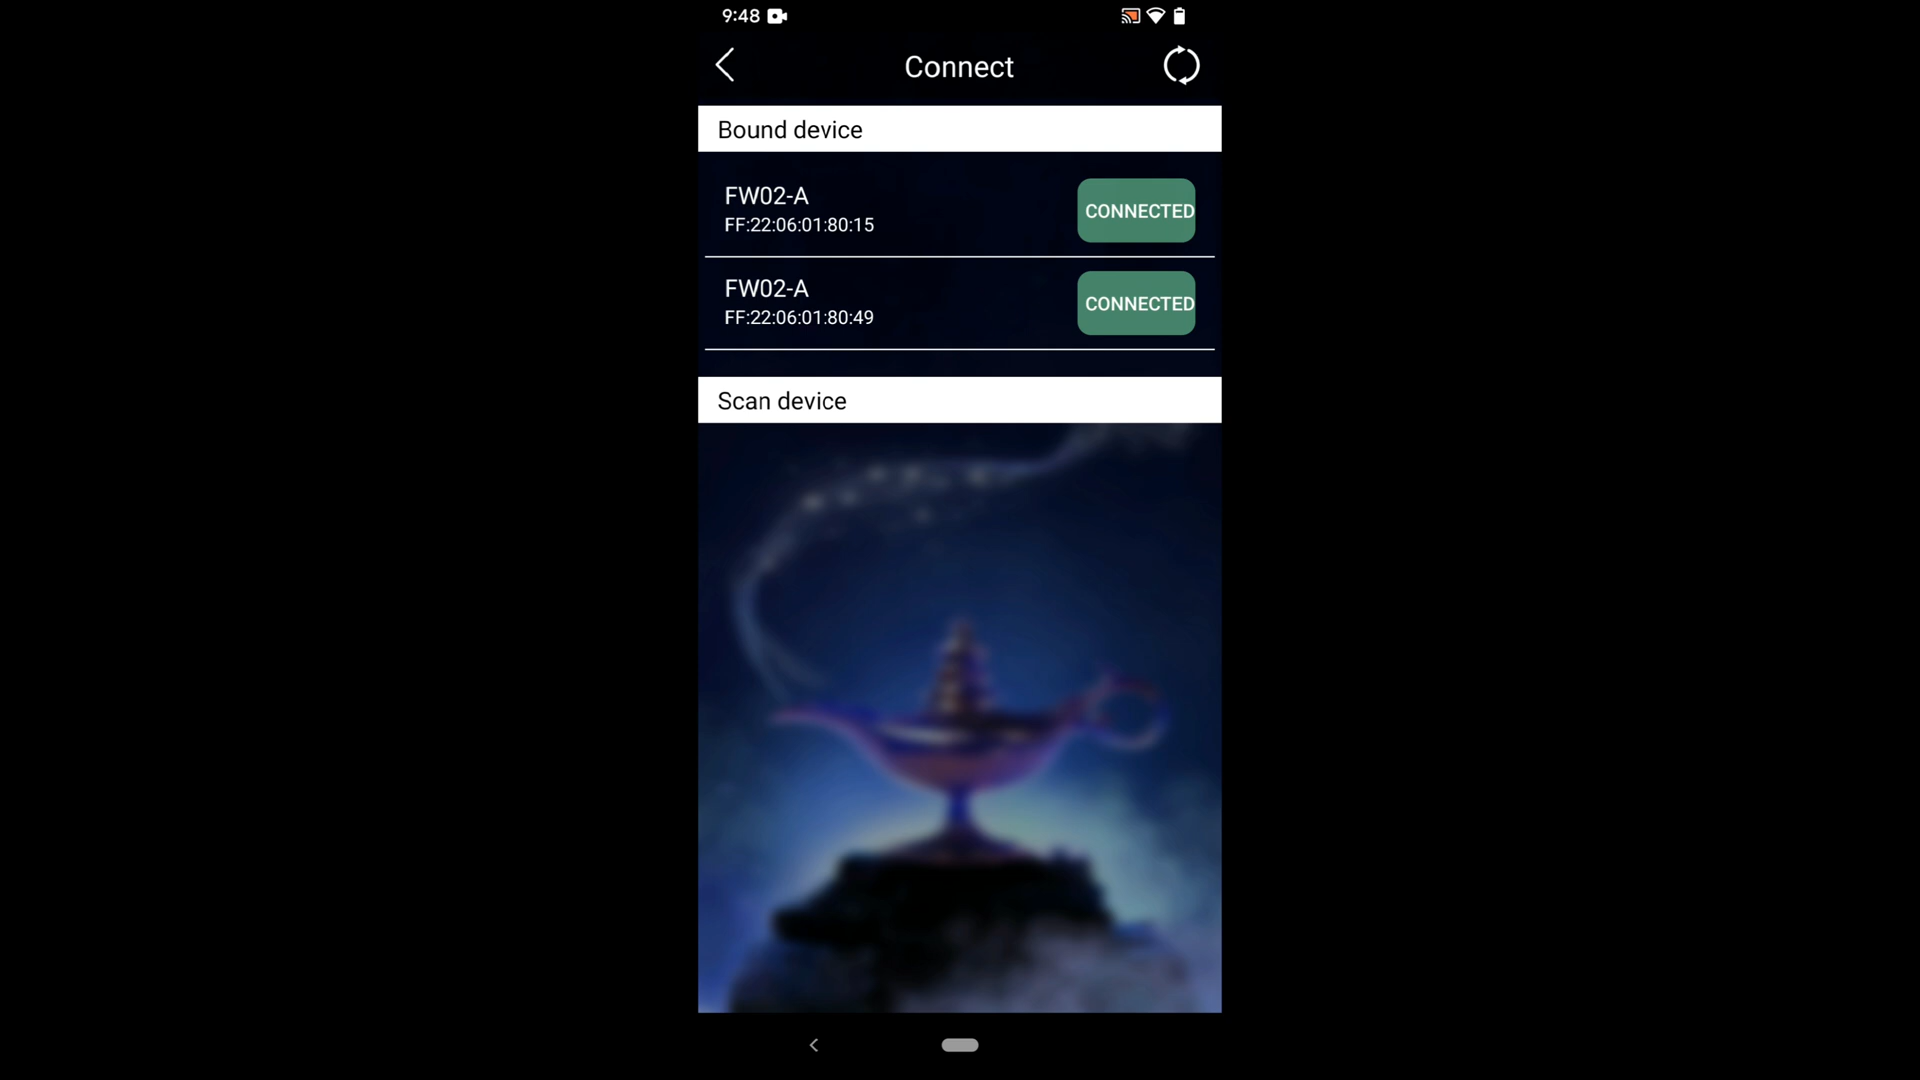 9:48
Connect
Bound device
FW02-A
FF:22:06:01:80:15
CONNECTED
FW02-A
FF:22:06:01:80:49
CONNECTED
Scan device